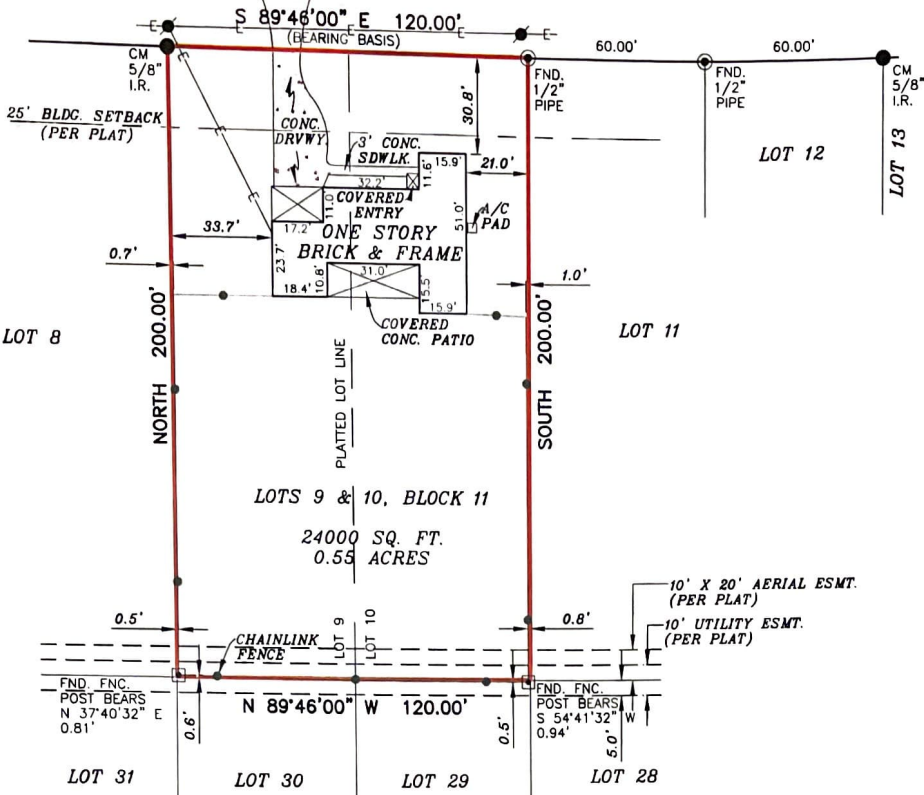 S 89°46'00" E 120.00'
(BEARING BASIS)
E
E
E
E
60.00'
60.00'
CM
5/8"
I.R.
FND.
1/2"
PIPE
FND.
1/2"
PIPE
CM
5/8"
I.R.
25' BLDG. SETBACK
(PER PLAT)
E
E
CONC.
DRVWY.
3' CONC.
SDWLK.
30.8'
LOT 12
LOT 13
15.9'
11.6'
21.0'
32.2'
COVERED
ENTRY
11.0'
51.0'
A/C
PAD
33.7'
17.2'
ONE STORY
BRICK & FRAME
23.7'
0.7'
1.0'
31.0'
10.8'
15.5'
18.4'
15.9'
COVERED
CONC. PATIO
LOT 8
LOT 11
NORTH 200.00'
SOUTH 200.00'
PLATTED LOT LINE
LOTS 9 & 10, BLOCK 11
24000 SQ. FT.
0.55 ACRES
10' X 20' AERIAL ESMT.
(PER PLAT)
10' UTILITY ESMT.
(PER PLAT)
0.5'
0.8'
CHAINLINK
FENCE
LOT 9
LOT 10
FND. FNC.
POST BEARS
N 37°40'32" E
0.81'
0.6'
N 89°46'00" W 120.00'
0.5'
FND. FNC.
POST BEARS
S 54°41'32" W
0.94'
5.0'
LOT 31
LOT 30
LOT 29
LOT 28